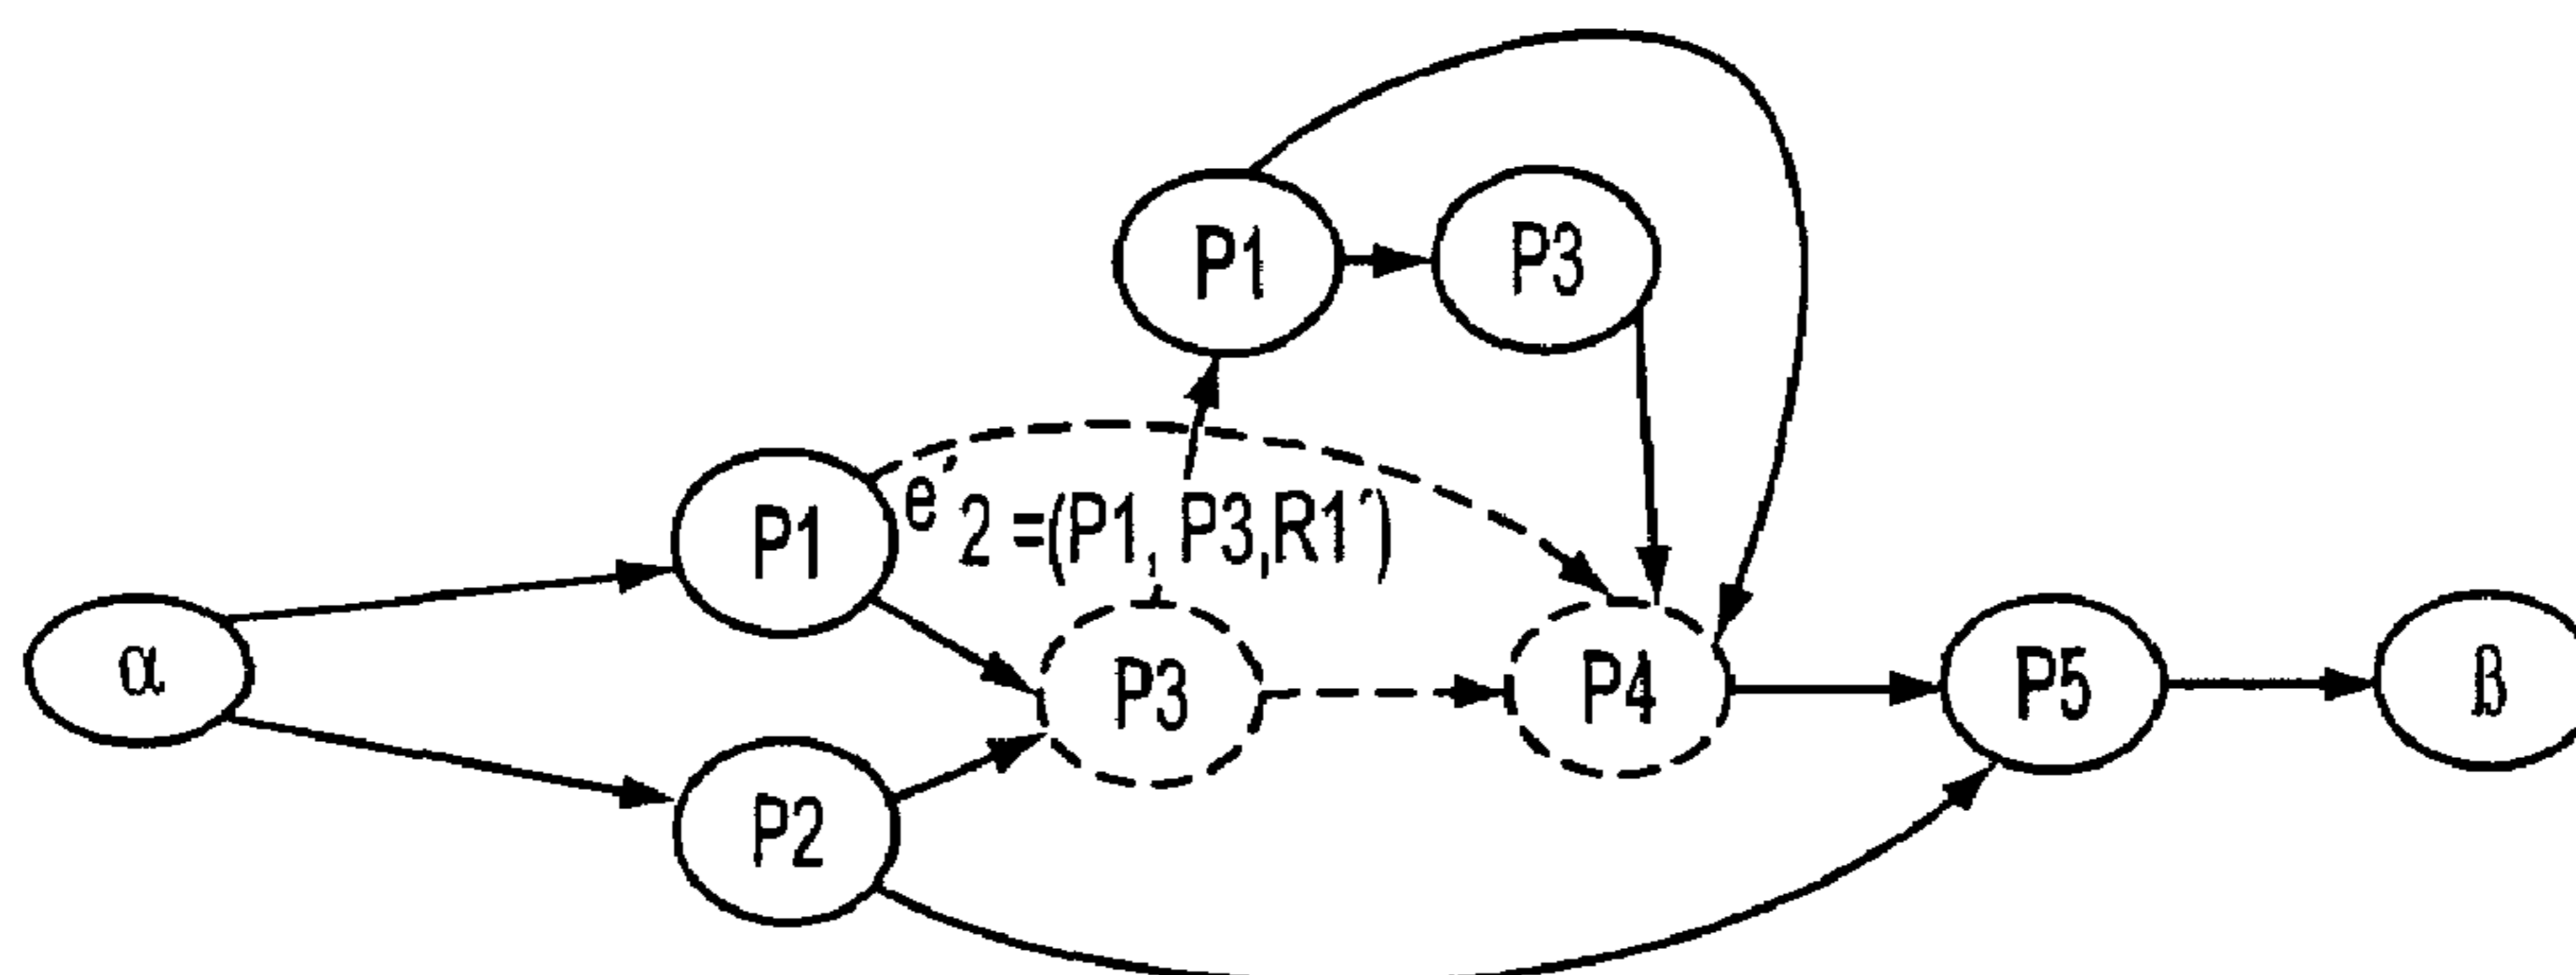 P1
P3
P1
e´2 =(P1, P3,R1´)
α
P3
P4
P5
ß
P2